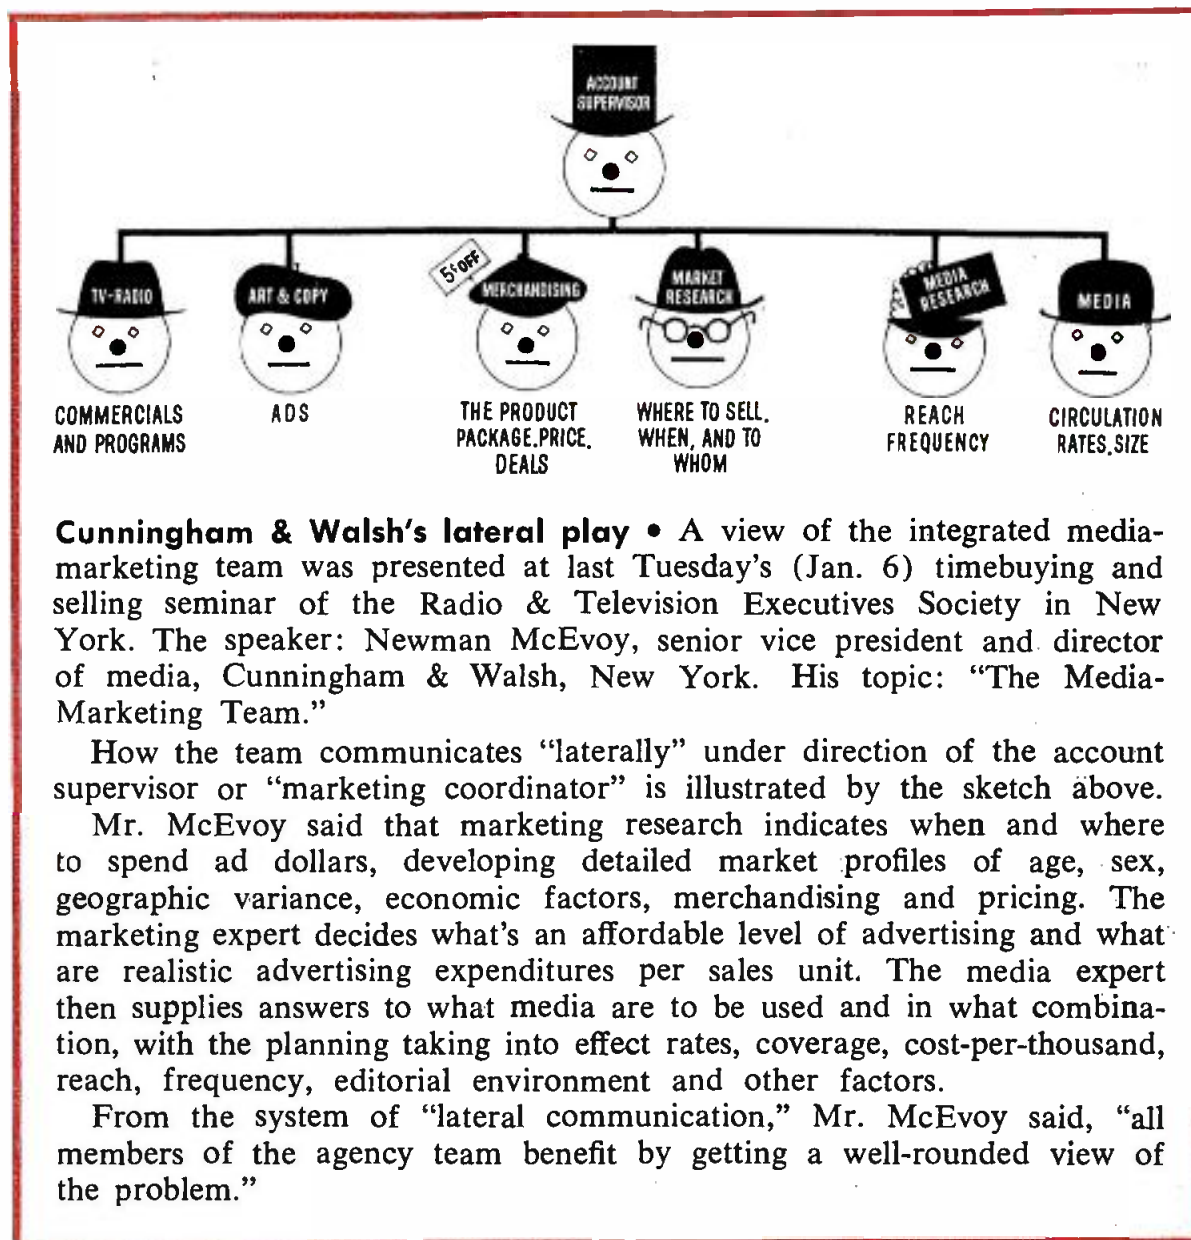 ACCOUNT
SUPERVISOR
TV-RADIO
ART & COPY
5¢ OFF
MERCHANDISING
MARKET
RESEARCH
MEDIA
RESEARCH
MEDIA
COMMERCIALS
AND PROGRAMS
ADS
THE PRODUCT
PACKAGE.PRICE.
DEALS
WHERE TO SELL.
WHEN, AND TO
WHOM
REACH
FREQUENCY
CIRCULATION
RATES.SIZE
Cunningham & Walsh's lateral play • A view of the integrated media-
marketing team was presented at last Tuesday's (Jan. 6) timebuying and
selling seminar of the Radio & Television Executives Society in New
York. The speaker: Newman McEvoy, senior vice president and director
of media, Cunningham & Walsh, New York. His topic: “The Media-
Marketing Team.”
How the team communicates “laterally” under direction of the account
supervisor or “marketing coordinator” is illustrated by the sketch above.
Mr. McEvoy said that marketing research indicates when and where
to spend ad dollars, developing detailed market profiles of age, sex,
geographic variance, economic factors, merchandising and pricing. The
marketing expert decides what's an affordable level of advertising and what
are realistic advertising expenditures per sales unit. The media expert
then supplies answers to what media are to be used and in what combina-
tion, with the planning taking into effect rates, coverage, cost-per-thousand,
reach, frequency, editorial environment and other factors.
From the system of “lateral communication,” Mr. McEvoy said, “all
members of the agency team benefit by getting a well-rounded view of
the problem.”